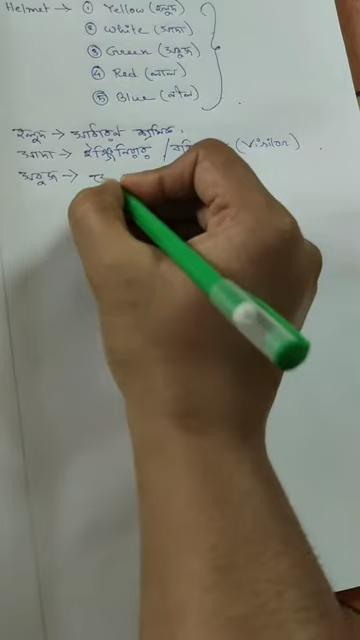 Helmet → ① Yellow (হলুদ)
② White (সাদা)
③ Green (সবুজ)
④ Red (লাল)
⑤ Blue (নীল)
হলুদ → সাধারণ শ্রমিক.
সাদা → ইঞ্জিনিয়ার / (Visitor)
সবুজ →